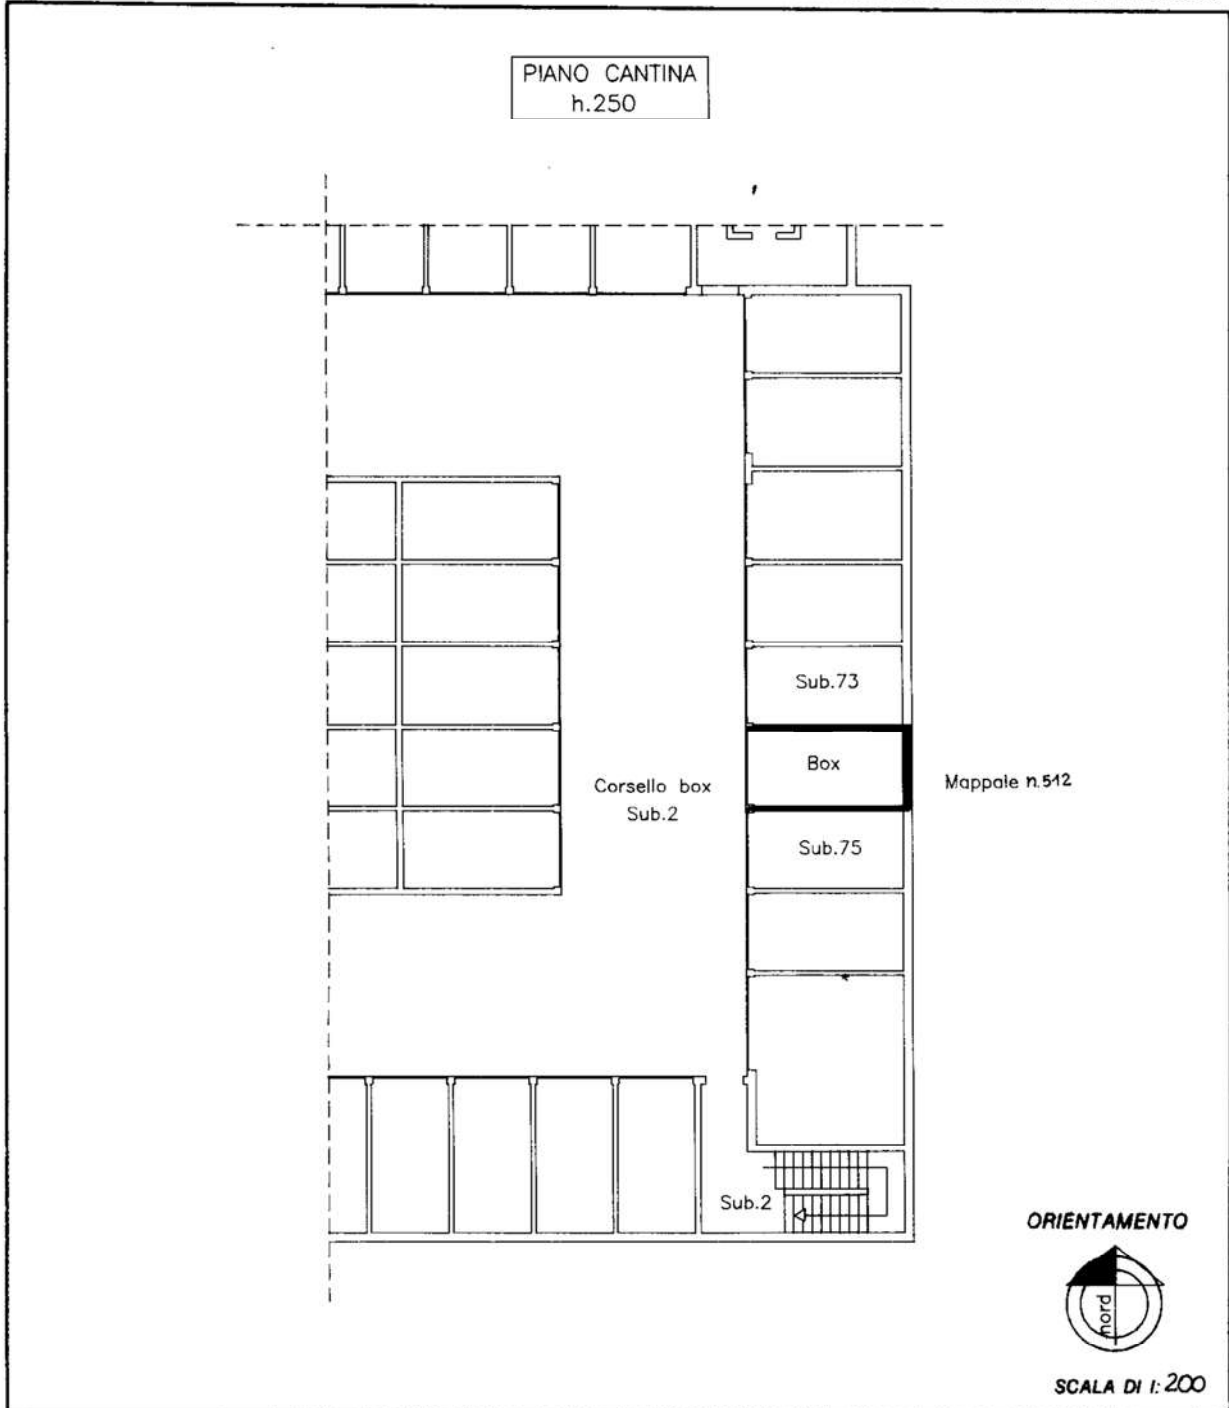 PIANO CANTINA
h.250
Sub.73
Box
Mappale n.512
Corsello box
Sub.2
Sub.75
Sub.2
ORIENTAMENTO
nord
SCALA DI 1:200